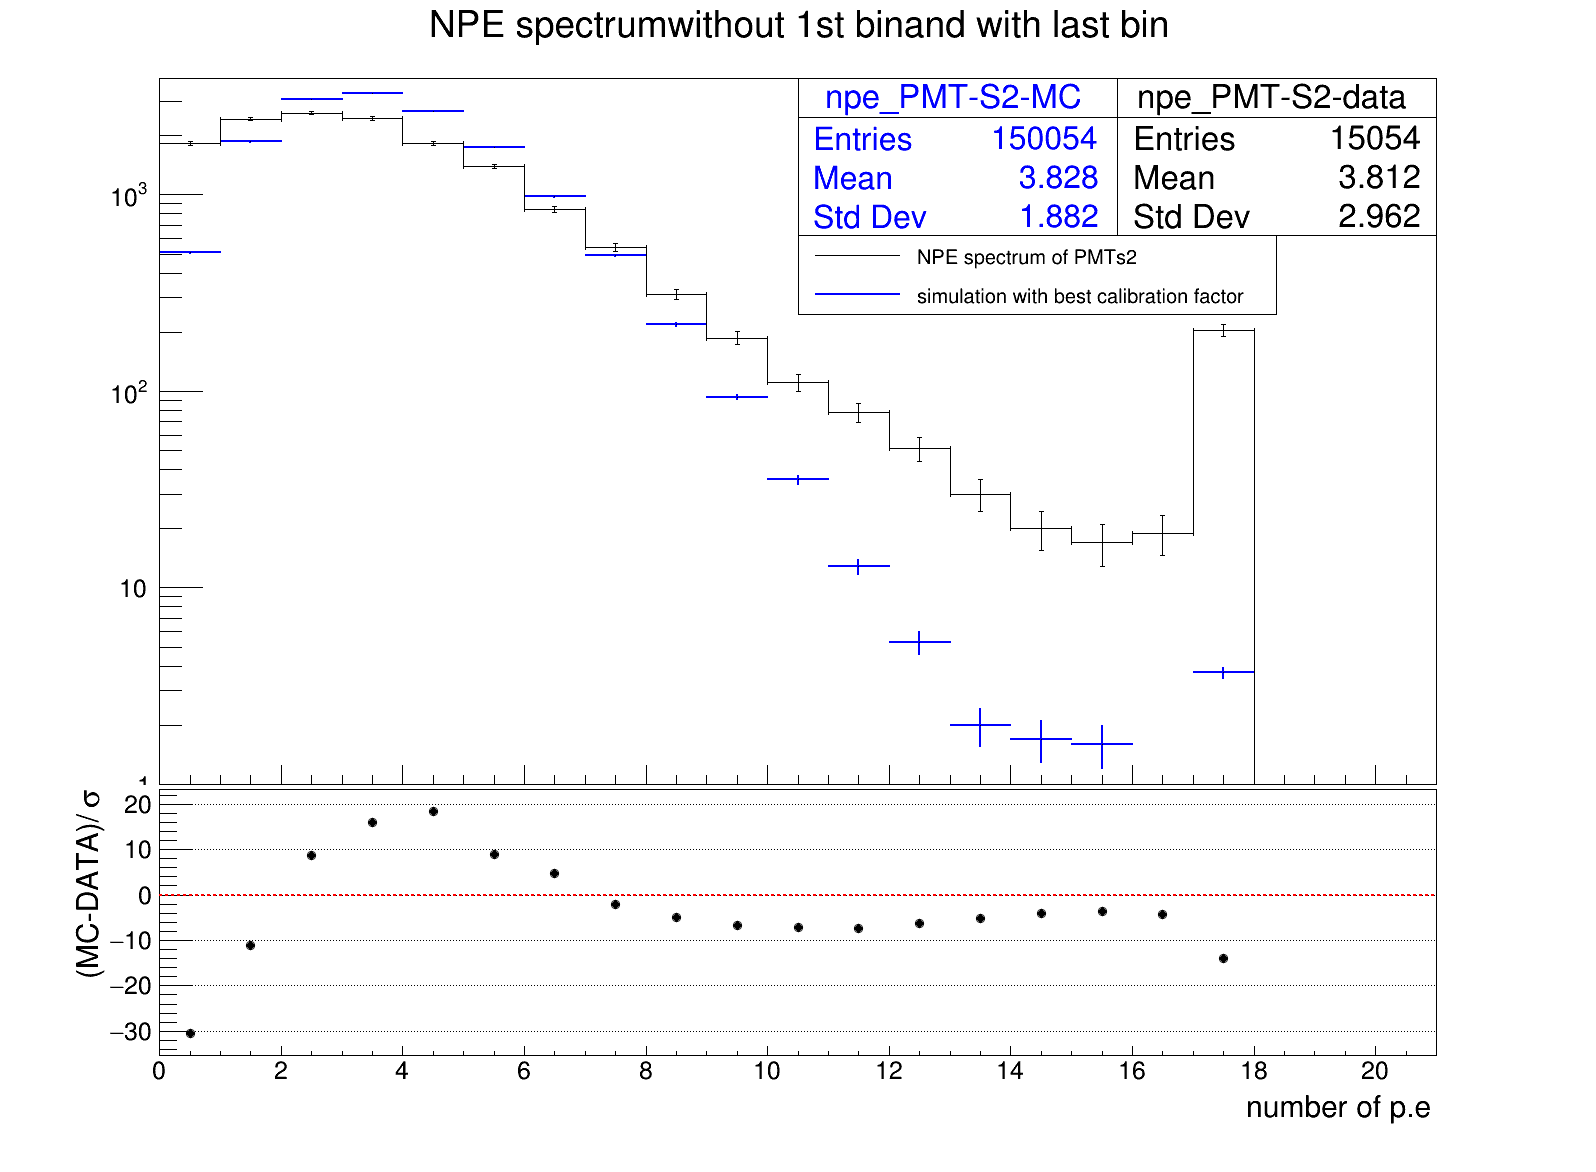 NPE spectrumwithout 1st binand with last bin
npe_PMT-S2-MC
Entries 150054
Mean 3.828
Std Dev 1.882
npe_PMT-S2-data
Entries 15054
Mean 3.812
Std Dev 2.962
NPE spectrum of PMTs2
simulation with best calibration factor
10³
10²
10
1
(MC-DATA)/ σ
20
10
0
−10
−20
−30
0 2 4 6 8 10 12 14 16 18 20
number of p.e